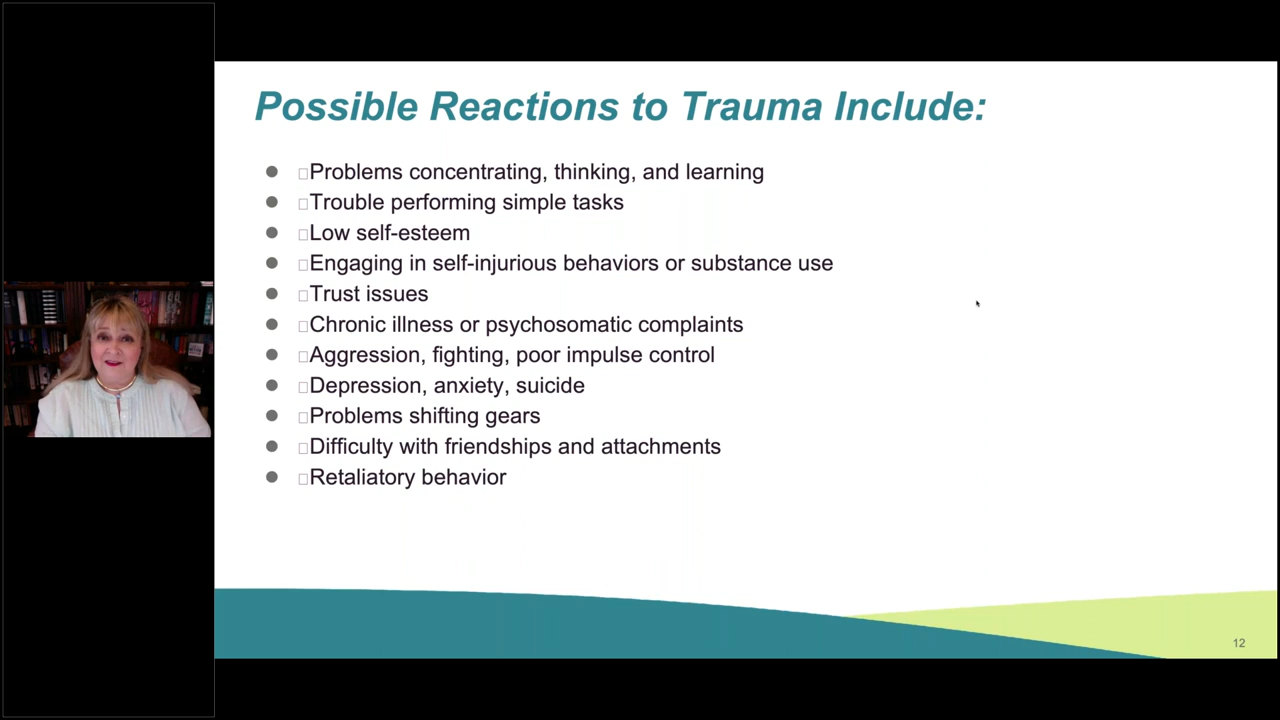 Possible Reactions to Trauma Include:
● □Problems concentrating, thinking, and learning
● □Trouble performing simple tasks
● □Low self-esteem
● □Engaging in self-injurious behaviors or substance use
● □Trust issues
● □Chronic illness or psychosomatic complaints
● □Aggression, fighting, poor impulse control
● □Depression, anxiety, suicide
● □Problems shifting gears
● □Difficulty with friendships and attachments
● □Retaliatory behavior
12